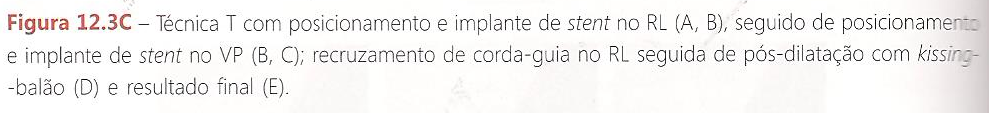 Figura 12.3C – Técnica T com posicionamento e implante de stent no RL (A, B), seguido de posicionamento
e implante de stent no VP (B, C); recruzamento de corda-guia no RL seguida de pós-dilatação com kissing-
-balão (D) e resultado final (E).